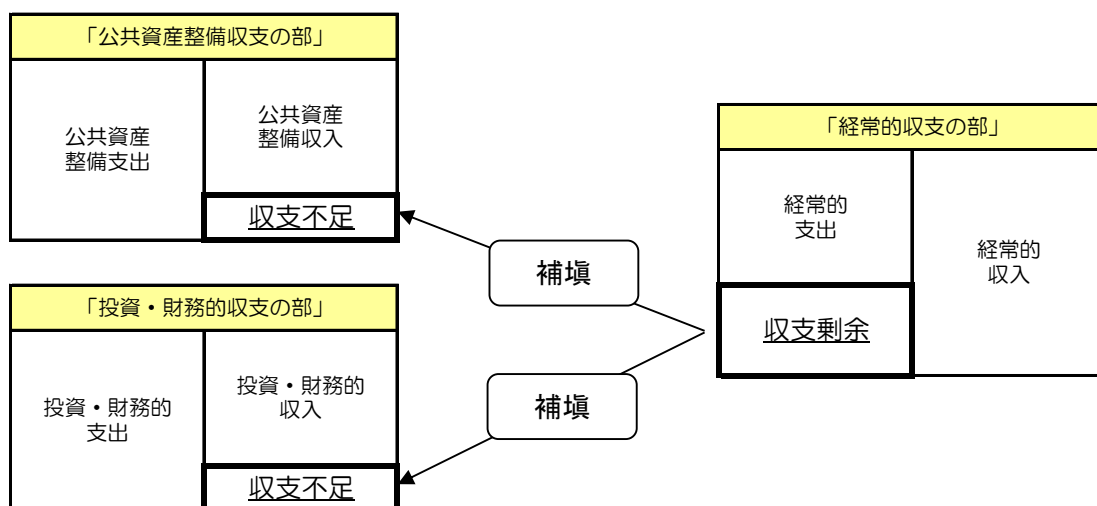 「公共資産整備収支の部」
公共資産
整備支出
公共資産
整備収入
収支不足
「投資・財務的収支の部」
投資・財務的
支出
投資・財務的
収入
収支不足
補塡
補塡
「経常的収支の部」
経常的
支出
収支剰余
経常的
収入